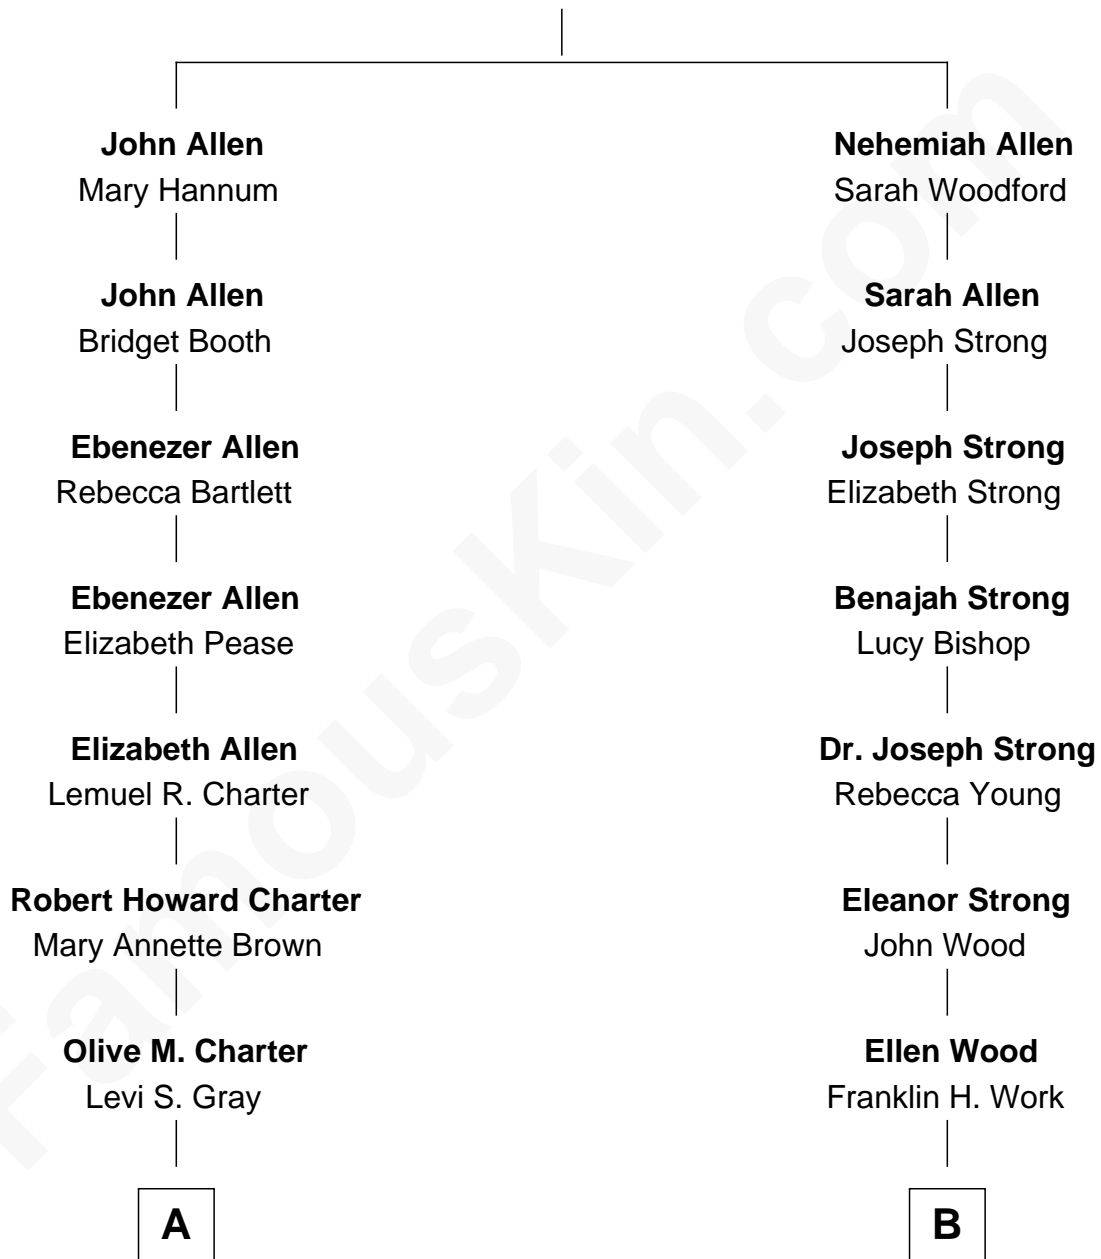 John Allen
Mary Hannum
John Allen
Bridget Booth
Ebenezer Allen
Rebecca Bartlett
Ebenezer Allen
Elizabeth Pease
Elizabeth Allen
Lemuel R. Charter
Robert Howard Charter
Mary Annette Brown
Olive M. Charter
Levi S. Gray
A
Nehemiah Allen
Sarah Woodford
Sarah Allen
Joseph Strong
Joseph Strong
Elizabeth Strong
Benajah Strong
Lucy Bishop
Dr. Joseph Strong
Rebecca Young
Eleanor Strong
John Wood
Ellen Wood
Franklin H. Work
B
FamousKin.com